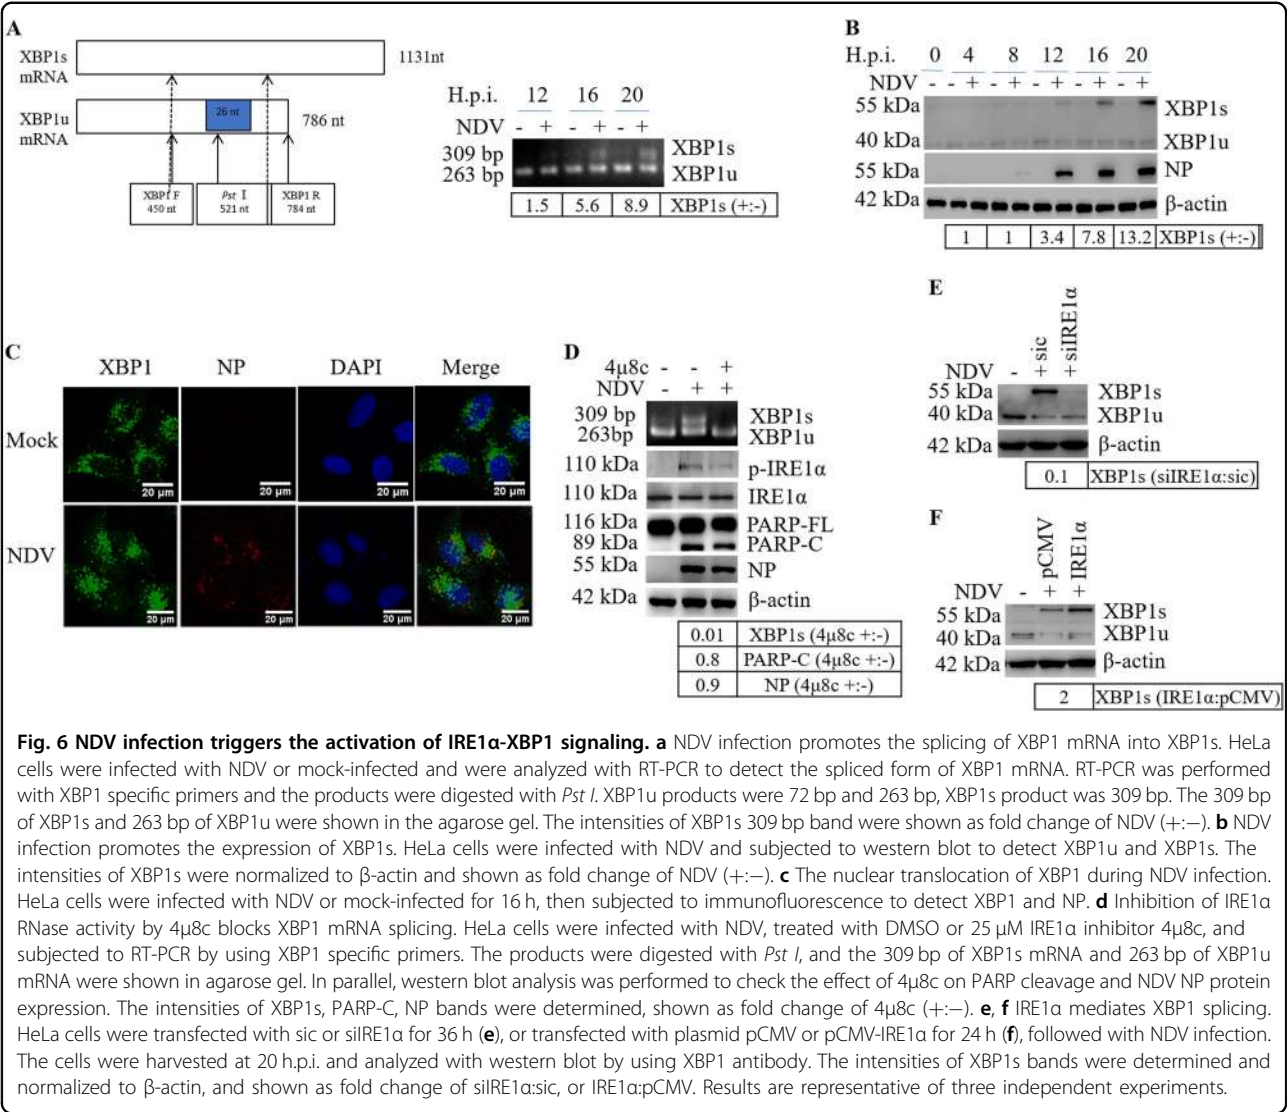 A
XBP1s mRNA
1131nt
XBP1u mRNA
26 nt
786 nt
XBP1 F
450 nt
Pst I
521 nt
XBP1 R
784 nt
H.p.i. 12 16 20
NDV - + - + - +
309 bp XBP1s
263 bp XBP1u
1.5 5.6 8.9 XBP1s (+:-)
B
H.p.i. 0 4 8 12 16 20
NDV - + - + - + - + - +
55 kDa XBP1s
40 kDa XBP1u
55 kDa NP
42 kDa β-actin
1 1 3.4 7.8 13.2 XBP1s (+:-)
C
XBP1 NP DAPI Merge
Mock
20 µm 20 µm 20 µm 20 µm
NDV
20 µm 20 µm 20 µm 20 µm
D
4µ8c - - +
NDV - + +
309 bp XBP1s
263bp XBP1u
p-IRE1α
110 kDa
110 kDa IRE1α
116 kDa PARP-FL
89 kDa PARP-C
55 kDa NP
42 kDa β-actin
0.01 XBP1s (4µ8c +:-)
0.8 PARP-C (4µ8c +:-)
0.9 NP (4µ8c +:-)
E
sic siIRE1α
NDV - + +
55 kDa XBP1s
40 kDa XBP1u
42 kDa β-actin
0.1 XBP1s (siIRE1α:sic)
F
pCMV IRE1α
NDV - + +
55 kDa XBP1s
40 kDa XBP1u
42 kDa β-actin
2 XBP1s (IRE1α:pCMV)
Fig. 6 NDV infection triggers the activation of IRE1α-XBP1 signaling. a NDV infection promotes the splicing of XBP1 mRNA into XBP1s. HeLa
cells were infected with NDV or mock-infected and were analyzed with RT-PCR to detect the spliced form of XBP1 mRNA. RT-PCR was performed
with XBP1 specific primers and the products were digested with Pst I. XBP1u products were 72 bp and 263 bp, XBP1s product was 309 bp. The 309 bp
of XBP1s and 263 bp of XBP1u were shown in the agarose gel. The intensities of XBP1s 309 bp band were shown as fold change of NDV (+:−). b NDV
infection promotes the expression of XBP1s. HeLa cells were infected with NDV and subjected to western blot to detect XBP1u and XBP1s. The
intensities of XBP1s were normalized to β-actin and shown as fold change of NDV (+:−). c The nuclear translocation of XBP1 during NDV infection.
HeLa cells were infected with NDV or mock-infected for 16 h, then subjected to immunofluorescence to detect XBP1 and NP. d Inhibition of IRE1α
RNase activity by 4µ8c blocks XBP1 mRNA splicing. HeLa cells were infected with NDV, treated with DMSO or 25 µM IRE1α inhibitor 4µ8c, and
subjected to RT-PCR by using XBP1 specific primers. The products were digested with Pst I, and the 309 bp of XBP1s mRNA and 263 bp of XBP1u
mRNA were shown in agarose gel. In parallel, western blot analysis was performed to check the effect of 4µ8c on PARP cleavage and NDV NP protein
expression. The intensities of XBP1s, PARP-C, NP bands were determined, shown as fold change of 4µ8c (+:−). e, f IRE1α mediates XBP1 splicing.
HeLa cells were transfected with sic or siIRE1α for 36 h (e), or transfected with plasmid pCMV or pCMV-IRE1α for 24 h (f), followed with NDV infection.
The cells were harvested at 20 h.p.i. and analyzed with western blot by using XBP1 antibody. The intensities of XBP1s bands were determined and
normalized to β-actin, and shown as fold change of siIRE1α:sic, or IRE1α:pCMV. Results are representative of three independent experiments.